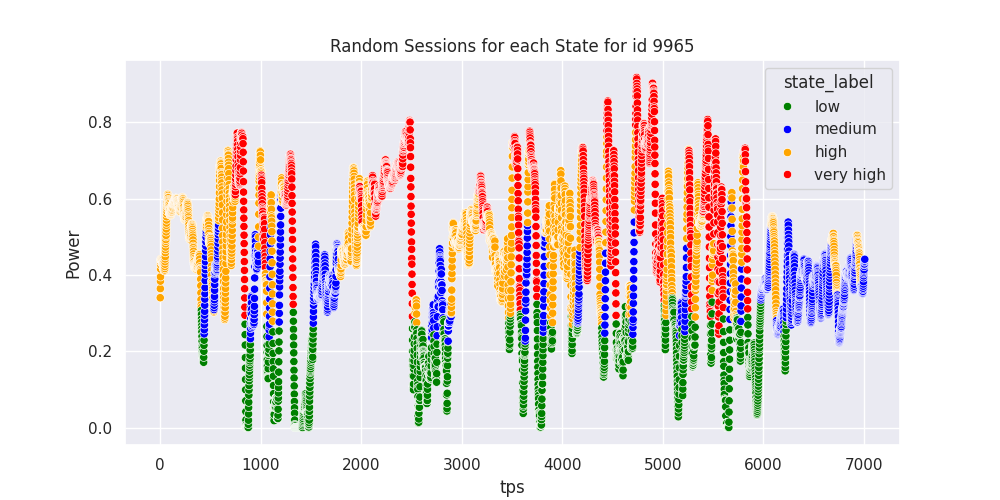 Random Sessions for each State for id 9965
state_label
low
medium
high
very high
Power
0.8
0.6
0.4
0.2
0.0
0 1000 2000 3000 4000 5000 6000 7000
tps